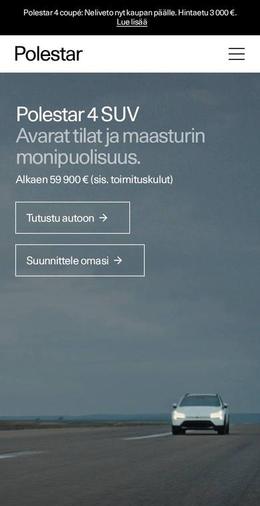 Polestar 4 coupé: Neliveto nyt kaupan päälle. Hintaetu 3 000 €.
Lue lisää
Polestar
Polestar 4 SUV
Avarat tilat ja maasturin
monipuolisuus.
Alkaen 59 900 € (sis. toimituskulut)
Tutustu autoon →
Suunnittele omasi →